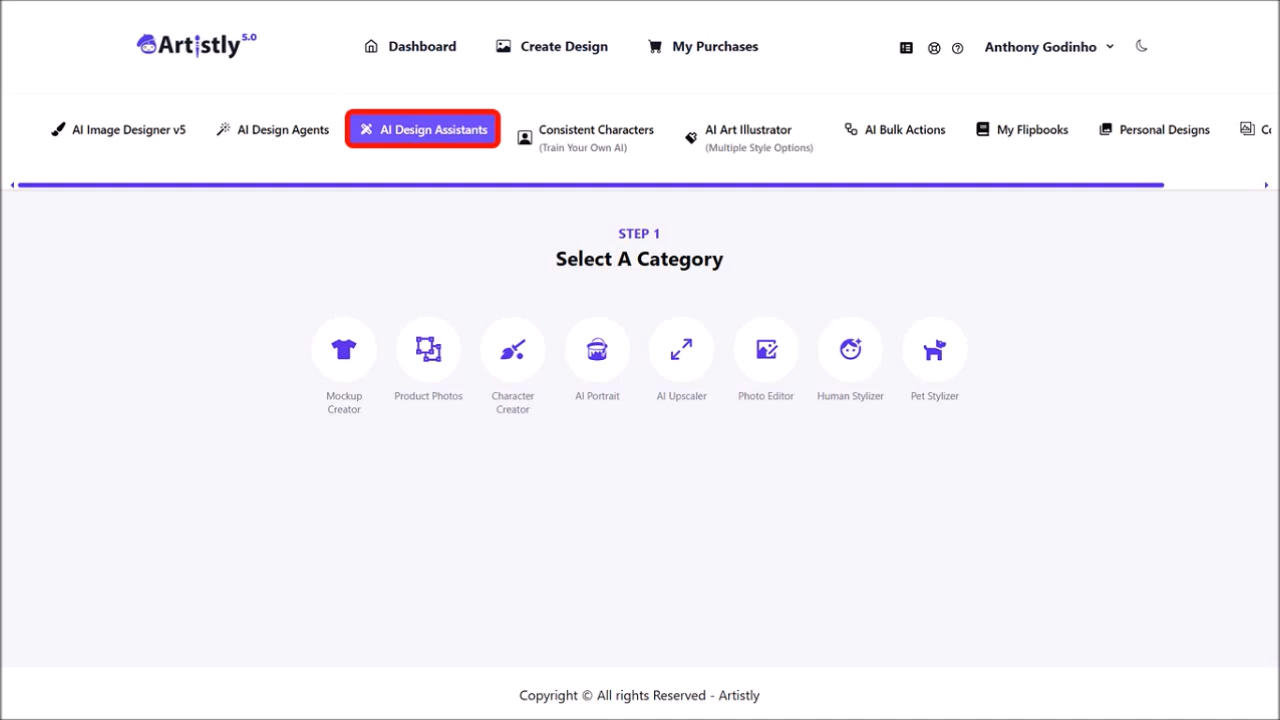 Artistly 5.0
Dashboard
Create Design
My Purchases
Anthony Godinho
AI Image Designer v5
AI Design Agents
AI Design Assistants
Consistent Characters
(Train Your Own AI)
AI Art Illustrator
(Multiple Style Options)
AI Bulk Actions
My Flipbooks
Personal Designs
STEP 1
Select A Category
Mockup
Creator
Product Photos
Character
Creator
AI Portrait
AI Upscaler
Photo Editor
Human Stylizer
Pet Stylizer
Copyright © All rights Reserved - Artistly